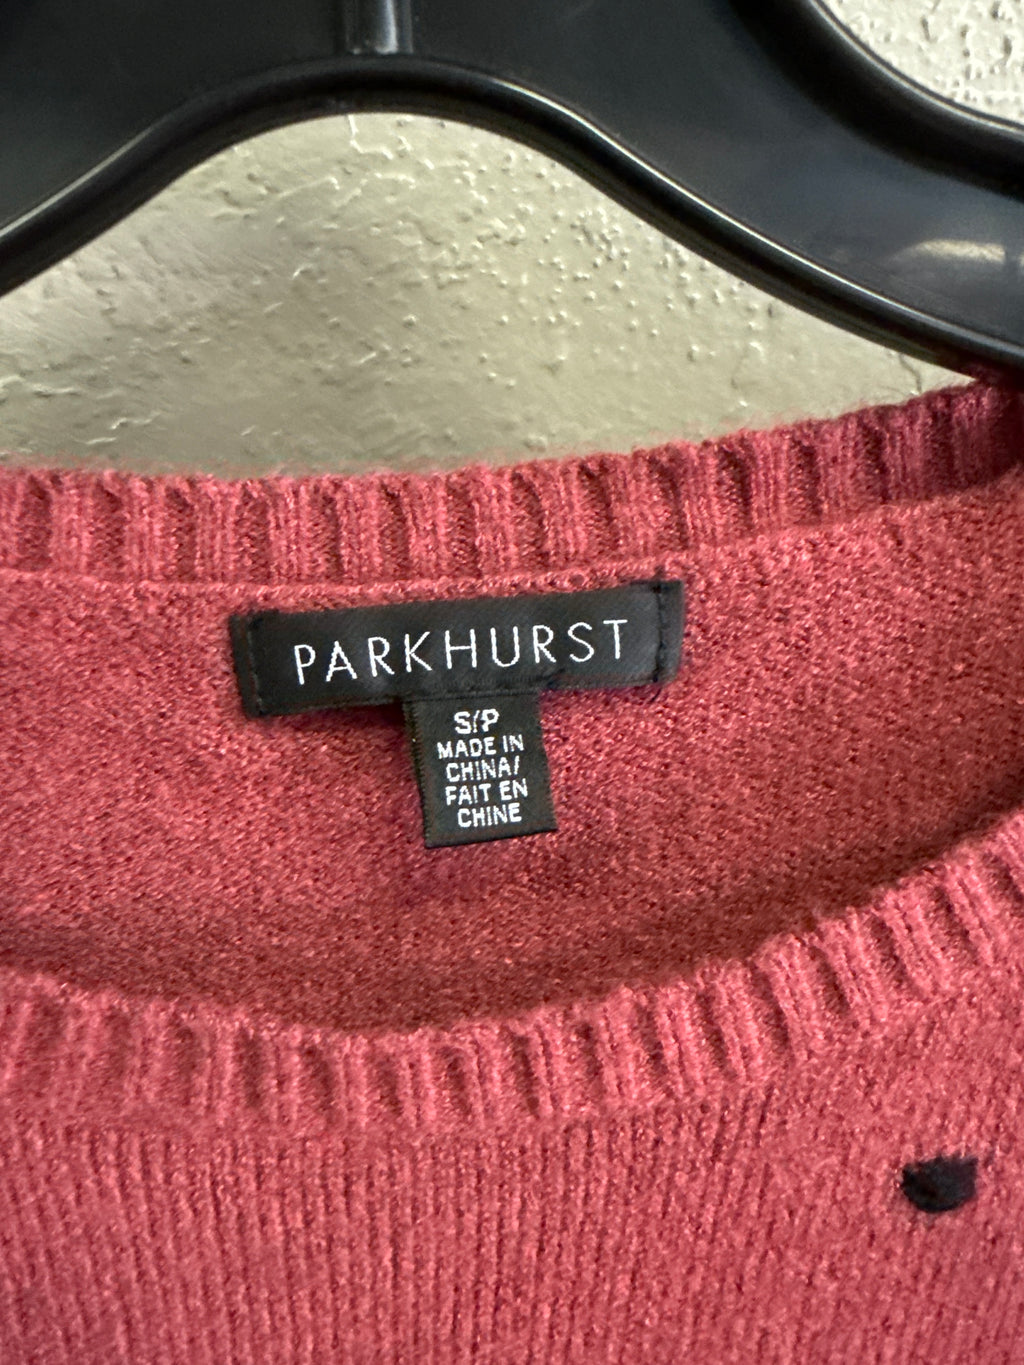 PARKHURST
S/P
MADE IN
CHINA/
FAIT EN
CHINE